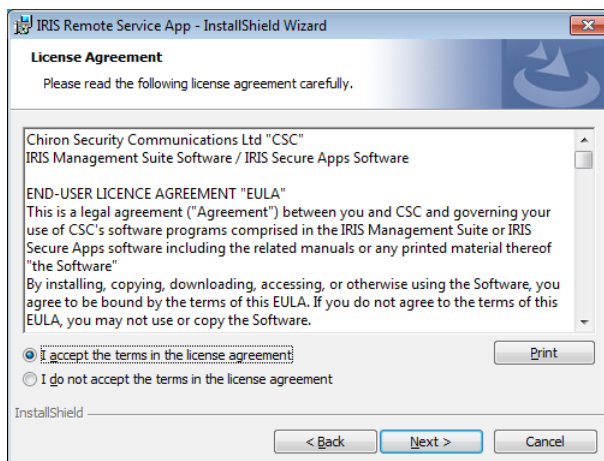 IRIS Remote Service App - InstallShield Wizard
License Agreement
Please read the following license agreement carefully.
Chiron Security Communications Ltd "CSC"
IRIS Management Suite Software / IRIS Secure Apps Software
END-USER LICENCE AGREEMENT "EULA"
This is a legal agreement ("Agreement") between you and CSC and governing your
use of CSC's software programs comprised in the IRIS Management Suite or IRIS
Secure Apps software including the related manuals or any printed material thereof
"the Software"
By installing, copying, downloading, accessing, or otherwise using the Software, you
agree to be bound by the terms of this EULA. If you do not agree to the terms of this
EULA, you may not use or copy the Software.
I accept the terms in the license agreement
Print
I do not accept the terms in the license agreement
InstallShield
< Back
Next >
Cancel